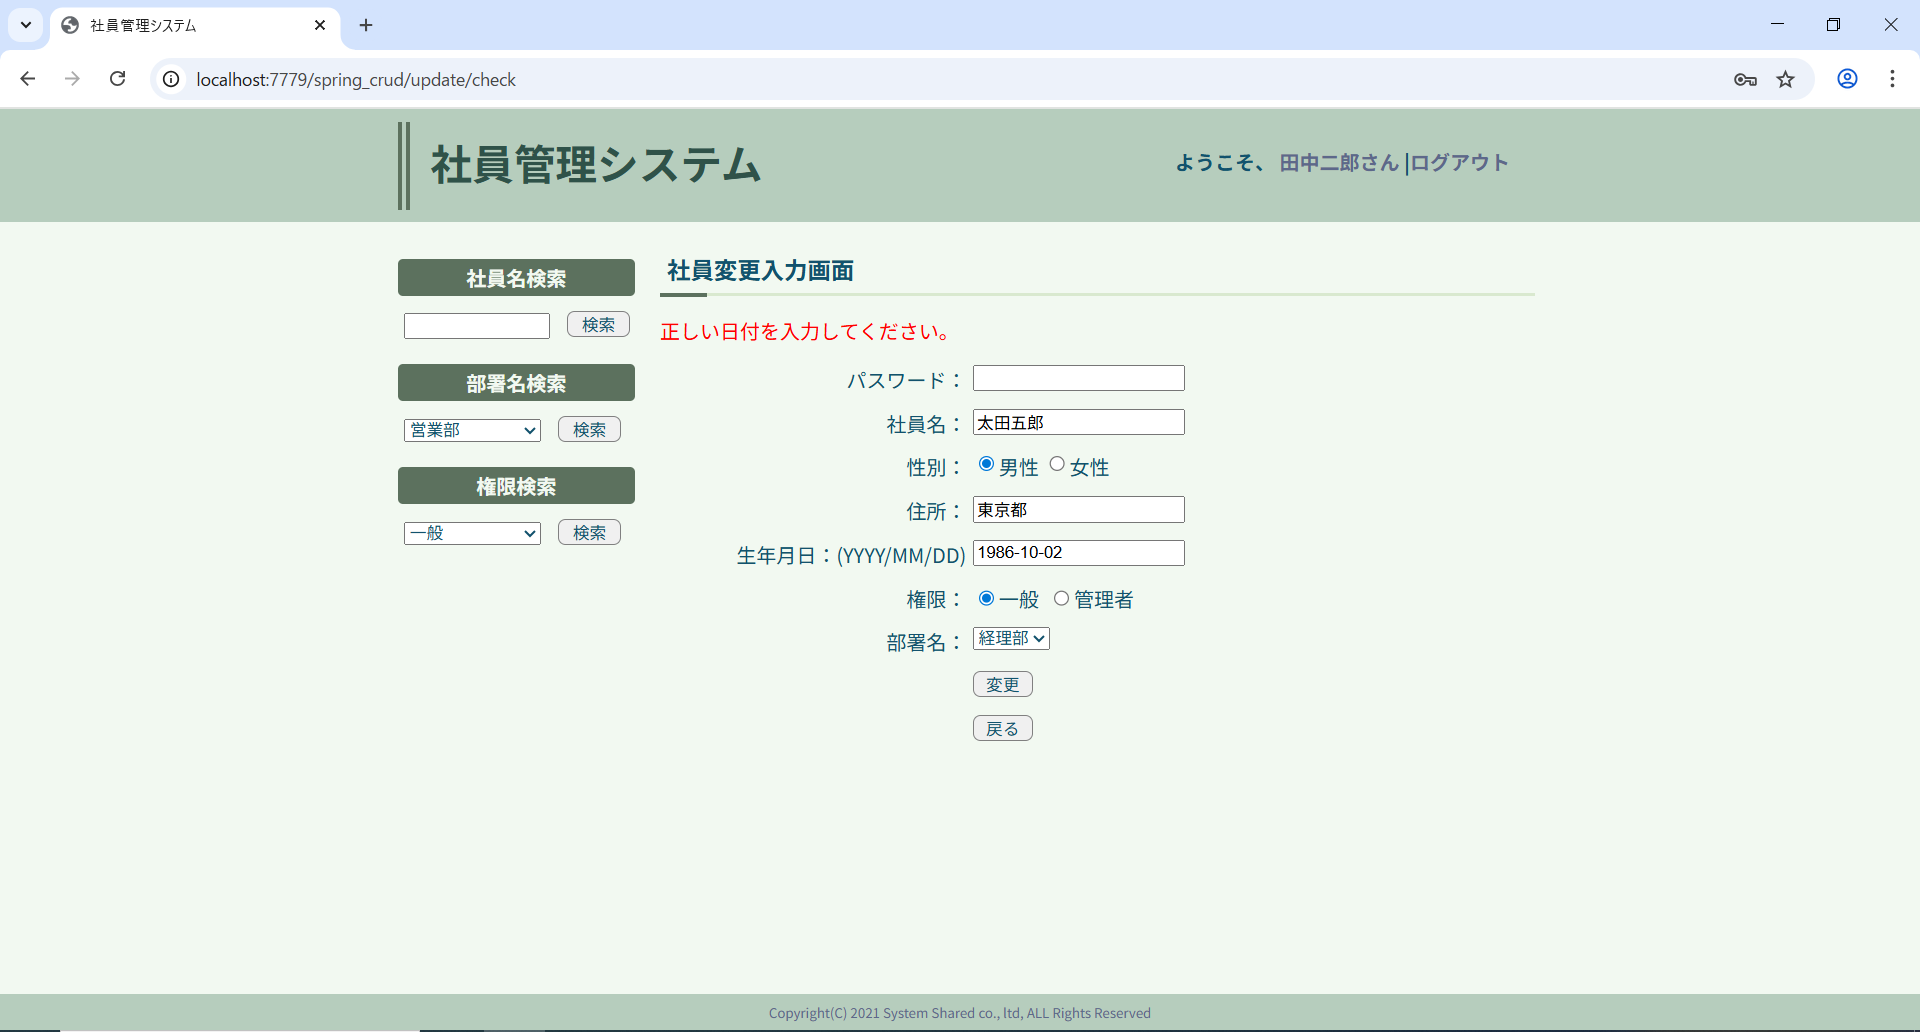 社員管理システム
localhost:7779/spring_crud/update/check
社員管理システム
ようこそ、 田中二郎さん |ログアウト
社員名検索
検索
部署名検索
営業部 検索
権限検索
一般 検索
社員変更入力画面
正しい日付を入力してください。
パスワード：
社員名： 太田五郎
性別： 男性 女性
住所： 東京都
生年月日：(YYYY/MM/DD) 1986-10-02
権限： 一般 管理者
部署名： 経理部
変更
戻る
Copyright(C) 2021 System Shared co., ltd, ALL Rights Reserved